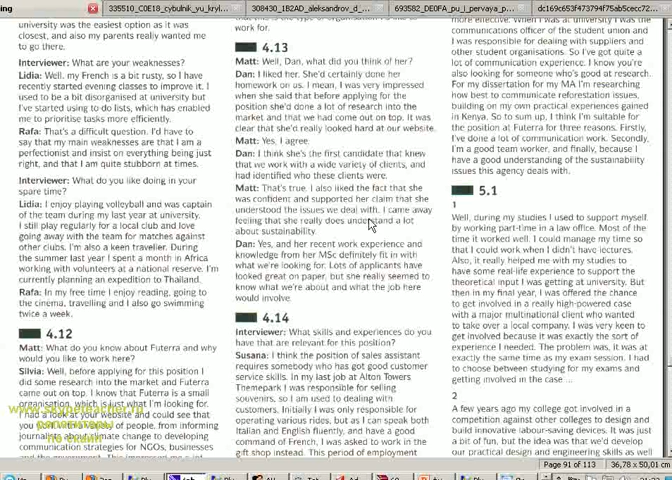 ning
335510_C0E18_cybulnik_yu_kryl...
308430_1B2AD_aleksandrov_d_...
693582_DE0FA_pu_i_pervaya_p...
dc169c653f473794f75ab5cecc72...
university was the easiest option as it was
closest, and also my parents really wanted me
to go there.
Interviewer: What are your weaknesses?
Lidia: Well, my French is a bit rusty, so I have
recently started evening classes to improve it. I
used to be a bit disorganised at university but
I've started using to do lists, which has enabled
me to prioritise tasks more efficiently.
Rafa: That's a difficult question. I'd have to
say that my main weaknesses are that I am a
perfectionist and insist on everything being just
right, and that I am quite stubborn at times.
Interviewer: What do you like doing in your
spare time?
Lidia: I enjoy playing volleyball and was captain
of the team during my last year at university.
I still play regularly for a local club and love
going away with the team for matches against
other clubs. I'm also a keen traveller. During
the summer last year I spent a month in Africa
working with volunteers at a national reserve. I'm
currently planning an expedition to Thailand.
Rafa: In my free time I enjoy reading, going to
the cinema, travelling and I also go swimming
twice a week.
4.12
Matt: What do you know about Futerra and why
would you like to work here?
Silvia: Well, before applying for this position I
did some research into the market and Futerra
came out on top. I know that Futerra is a small
organisation, which is just what I'm looking for.
I had a look at your website and could see that
you work with a of people, from informing
journalists about climate change to developing
communication strategies for NGOs, businesses
www.skypeteacher.ru
репетиторы
по скайп
work for.
4.13
Matt: Well, Dan, what did you think of her?
Dan: I liked her. She'd certainly done her
homework on us. I mean, I was very impressed
when she said that before applying for the
position she'd done a lot of research into the
market and that we had come out on top. It was
clear that she'd really looked hard at our website.
Matt: Yes, I agree.
Dan: I think she's the first candidate that knew
that we work with a wide variety of clients, and
had identified who these clients were.
Matt: That's true. I also liked the fact that she
was confident and supported her claim that she
understood the issues we deal with. I came away
feeling that she really does understand a lot
about sustainability.
Dan: Yes, and her recent work experience and
knowledge from her MSc definitely fit in with
what we're looking for. Lots of applicants have
looked great on paper, but she really seemed to
know what we're about and what the job here
would involve.
4.14
Interviewer: What skills and experiences do you
have that are relevant for this position?
Susana: I think the position of sales assistant
requires somebody who has got good customer
service skills. In my last job at Alton Towers
Themepark I was responsible for selling
souvenirs, so I am used to dealing with
customers. Initially I was only responsible for
operating various rides, but as I can speak both
Italian and English fluently, and have a good
command of French, I was asked to work in the
gift shop instead. This period of employment
more effective. When I was at university I was the
communications officer of the student union and
I was responsible for dealing with suppliers and
other student organisations. So I've got quite a
lot of communication experience. I know you're
also looking for someone who's good at research.
For my dissertation for my MA I'm researching
how best to communicate reforestation issues,
building on my own practical experiences gained
in Kenya. So to sum up, I think I'm suitable for
the position at Futerra for three reasons. Firstly,
I've done a lot of communication work. Secondly,
I'm a good team worker, and finally, because I
have a good understanding of the sustainability
issues this agency deals with.
5.1
1
Well, during my studies I used to support myself
by working part-time in a law office. Most of the
time it worked well. I could manage my time so
that I could work when I didn't have lectures.
Also, it really helped me with my studies to
have some real-life experience to support the
theoretical input I was getting at university. But
then in my final year, I was offered the chance
to get involved in a really high-powered case
with a major multinational client who wanted
to take over a local company. I was very keen to
get involved because it was exactly the sort of
experience I needed. The problem was, it was at
exactly the same time as my exam session. I had
to choose between studying for my exams and
getting involved in the case ...
2
A few years ago my college got involved in a
competition against other colleges to design and
build innovative labour-saving devices. It was just
a bit of fun, but the idea was that we'd develop
our practical design and engineering skills as well
Page 91 of 113
36,78 x 50,01 cm